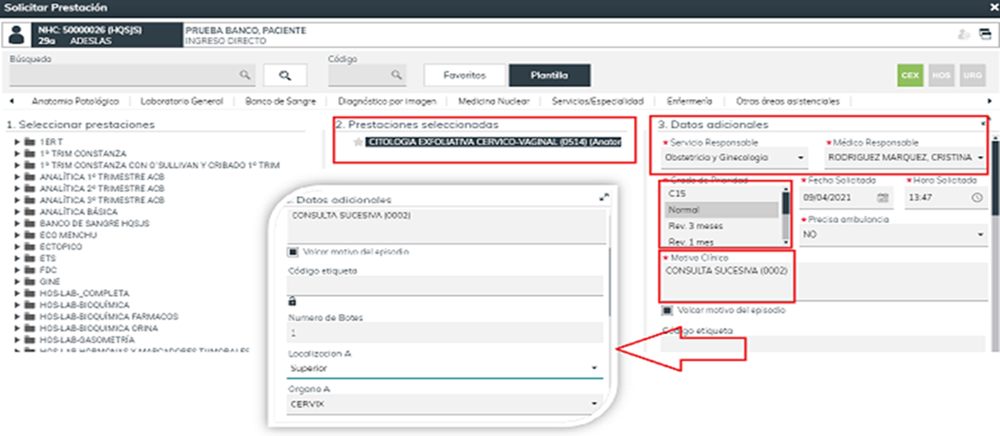 Solicitar Prestación
NHC: 50000026 (HQSJS)
29a ADESLAS
PRUEBA BANCO, PACIENTE
INGRESO DIRECTO
Búsqueda
Código
Favoritos
Plantilla
CEX HOS URG
Anatomía Patológica | Laboratorio General | Banco de Sangre | Diagnóstico por imagen | Medicina Nuclear | Servicios/Especialidad | Enfermería | Otras áreas asistenciales
1. Seleccionar prestaciones
1ER T
1º TRIM CONSTANZA
1º TRIM CONSTANZA CON O'SULLIVAN Y CRIBADO 1º TRIM
ANALÍTICA 1º TRIMESTRE ACB
ANALÍTICA 2º TRIMESTRE ACB
ANALÍTICA 3º TRIMESTRE ACB
ANALÍTICA BÁSICA
BANCO DE SANGRE HQSJS
ECO MENCHU
ECTOPICO
ETS
FDC
GINE
HOS-LAB-_COMPLETA
HOS-LAB-BIOQUÍMICA
HOS-LAB-BIOQUIMICA FARMACOS
HOS-LAB-BIOQUIMICA ORINA
HOS-LAB-GASOMETRÍA
HOS-LAB-HORMONAS Y MARCADORES TUMORALES
2. Prestaciones seleccionadas
CITOLOGIA EXFOLIATIVA CERVICO-VAGINAL (0514) (Anator
3. Datos adicionales
* Servicio Responsable
Obstetricia y Ginecología
* Médico Responsable
RODRIGUEZ MARQUEZ, CRISTINA
* Grado de Prioridad
C15
Normal
Rev. 3 meses
Rev. 1 mes
* Fecha Solicitada
09/04/2021
* Hora Solicitada
13:47
* Precisa ambulancia
NO
* Motivo Clínico
CONSULTA SUCESIVA (0002)
Volcar motivo del episodio
Código etiqueta
. Datos adicionales
CONSULTA SUCESIVA (0002)
Volcar motivo del episodio
Código etiqueta
Numero de Botes
1
Localizacion A
Superior
Organo A
CERVIX